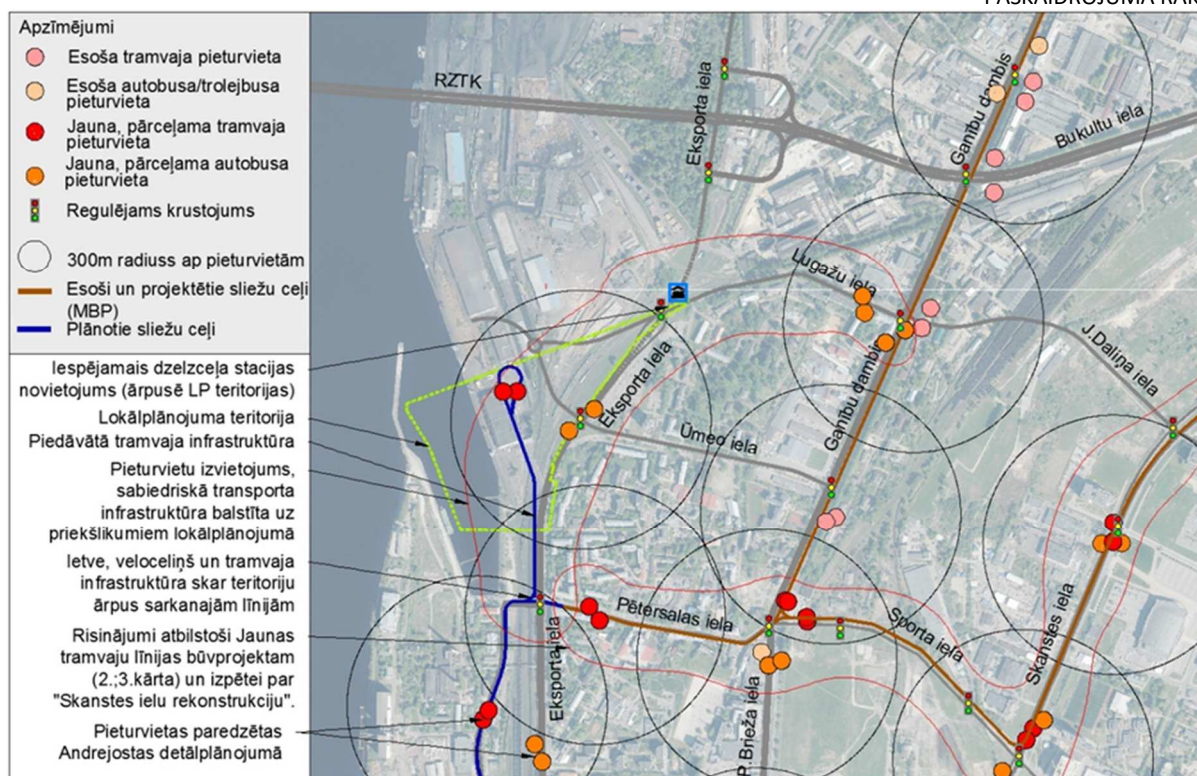 Apzīmējumi
Esoša tramvaja pieturvieta
Esoša autobusa/trolejbusa
pieturvieta
Jauna, pārceļama tramvaja
pieturvieta
Jauna, pārceļama autobusa
pieturvieta
Regulējams krustojums
300m radiuss ap pieturvietām
Esoši un projektētie sliežu ceļi
(MBP)
Plānotie sliežu ceļi
Iespējamais dzelzceļa stacijas
novietojums (ārpusē LP teritorijas)
Lokālplānojuma teritorija
Piedāvātā tramvaja infrastruktūra
Pieturvietu izvietojums,
sabiedriskā transporta
infrastruktūra balstīta uz
priekšlikumiem lokālplānojumā
Ietve, veloceliņš un tramvaja
infrastruktūra skar teritoriju
ārpus sarkanajām līnijām
Risinājumi atbilstoši Jaunas
tramvaju līnijas būvprojektam
(2.;3.kārta) un izpētei par
"Skanstes ielu rekonstrukciju".
Pieturvietas paredzētas
Andrejostas detālplānojumā
RZTK
Eksporta iela
Ganību dambis
Bukultu iela
Lugažu iela
J.Daliņa iela
Eksporta iela
Ganību dambis
Ūmeo iela
Pētersalas iela
Sporta iela
Skanstes iela
Eksporta iela
P.Brieža iela